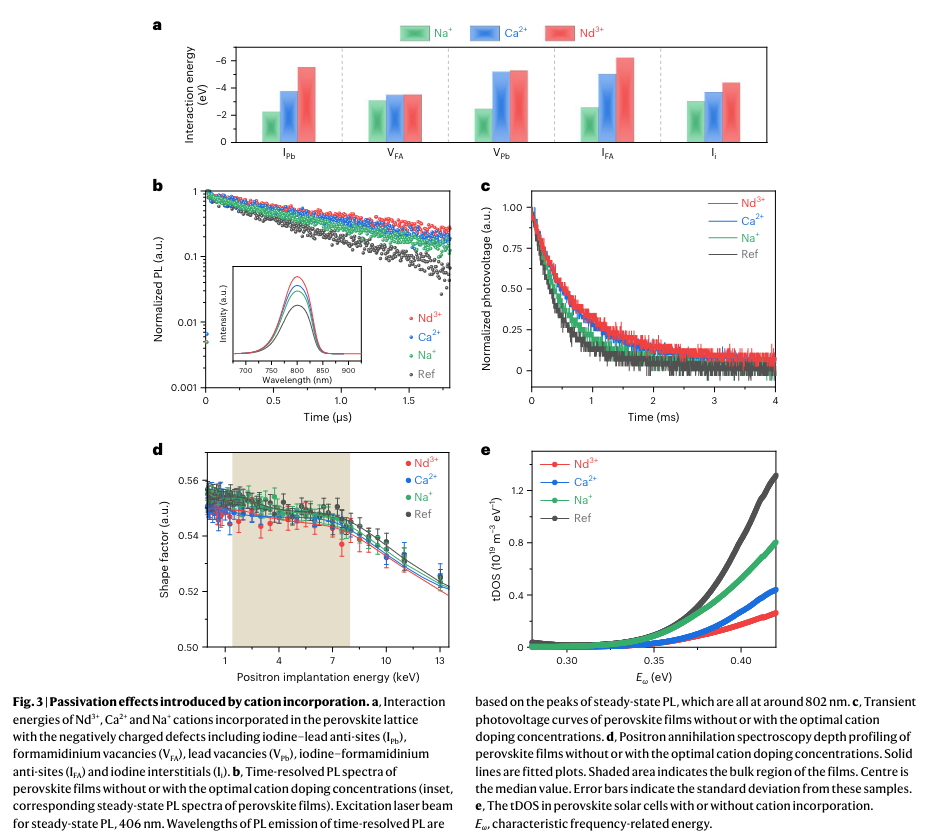 a
Na⁺ Ca²⁺ Nd³⁺
Interaction energy
(eV)
−6
−4
−2
0
I_Pb V_FA V_Pb I_FA I_i
b
Normalized PL (a.u.)
1
0.1
0.01
0.001
0 0.5 1.0 1.5
Time (μs)
Intensity (a.u.)
700 750 800 850 900
Wavelength (nm)
Nd³⁺
Ca²⁺
Na⁺
Ref
c
Normalized photovoltage (a.u.)
1.00
0.75
0.50
0.25
0
0 1 2 3 4
Time (ms)
Nd³⁺
Ca²⁺
Na⁺
Ref
d
Shape factor (a.u.)
0.56
0.54
0.52
0.50
1 4 7 10 13
Positron implantation energy (keV)
Nd³⁺
Ca²⁺
Na⁺
Ref
e
tDOS (10¹⁹ m⁻³ eV⁻¹)
1.2
0.8
0.4
0
0.30 0.35 0.40
E_ω (eV)
Nd³⁺
Ca²⁺
Na⁺
Ref
Fig. 3 | Passivation effects introduced by cation incorporation. a, Interaction
energies of Nd³⁺, Ca²⁺ and Na⁺ cations incorporated in the perovskite lattice
with the negatively charged defects including iodine–lead anti-sites (I_Pb),
formamidinium vacancies (V_FA), lead vacancies (V_Pb), iodine–formamidinium
anti-sites (I_FA) and iodine interstitials (I_i). b, Time-resolved PL spectra of
perovskite films without or with the optimal cation doping concentrations (inset,
corresponding steady-state PL spectra of perovskite films). Excitation laser beam
for steady-state PL, 406 nm. Wavelengths of PL emission of time-resolved PL are
based on the peaks of steady-state PL, which are all at around 802 nm. c, Transient
photovoltage curves of perovskite films without or with the optimal cation
doping concentrations. d, Positron annihilation spectroscopy depth profiling of
perovskite films without or with the optimal cation doping concentrations. Solid
lines are fitted plots. Shaded area indicates the bulk region of the films. Centre is
the median value. Error bars indicate the standard deviation from these samples.
e, The tDOS in perovskite solar cells with or without cation incorporation.
E_ω, characteristic frequency-related energy.